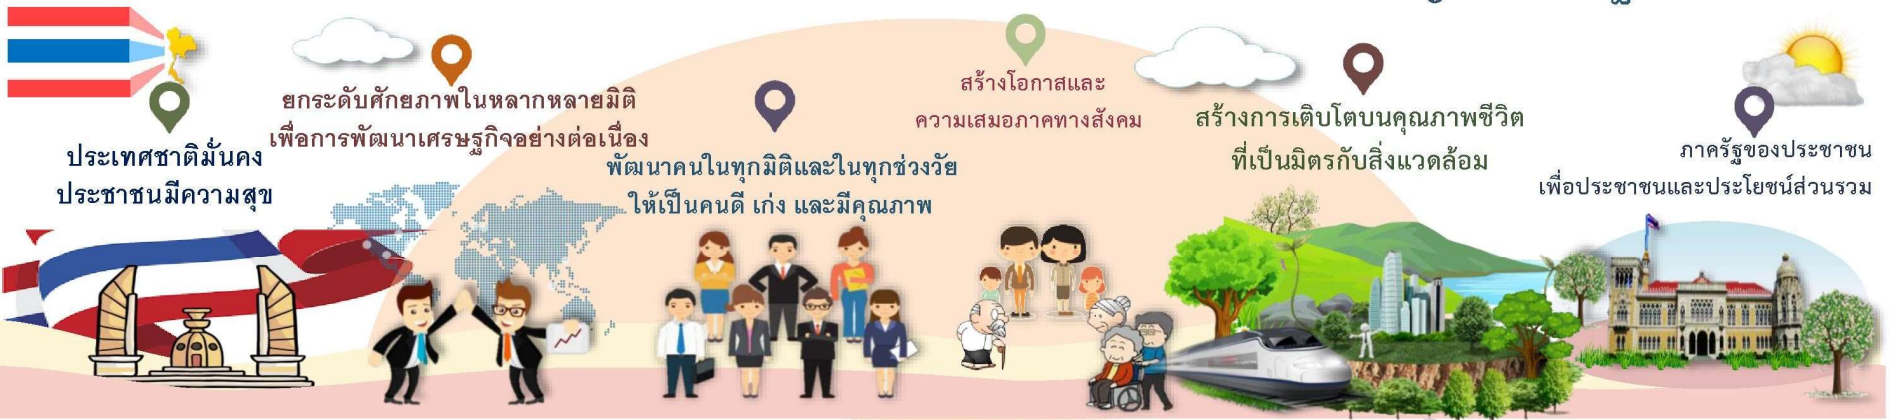 ประเทศชาติมั่นคง
ประชาชนมีความสุข
ยกระดับศักยภาพในหลากหลายมิติ
เพื่อการพัฒนาเศรษฐกิจอย่างต่อเนื่อง
พัฒนาคนในทุกมิติและในทุกช่วงวัย
ให้เป็นคนดี เก่ง และมีคุณภาพ
สร้างโอกาสและ
ความเสมอภาคทางสังคม
สร้างการเติบโตบนคุณภาพชีวิต
ที่เป็นมิตรกับสิ่งแวดล้อม
ภาครัฐของประชาชน
เพื่อประชาชนและประโยชน์ส่วนรวม